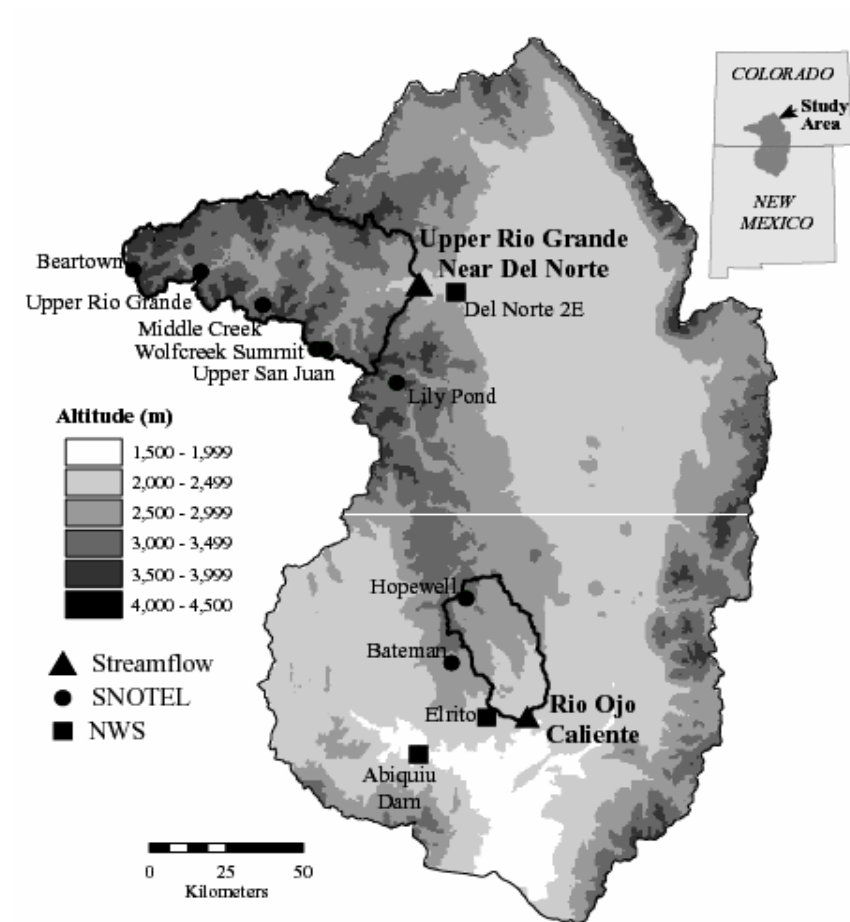 COLORADO
Study
Area
NEW
MEXICO
Upper Rio Grande
Near Del Norte
Beartown
Del Norte 2E
Upper Rio Grande
Middle Creek
Wolfcreek Summit
Upper San Juan
Lily Pond
Altitude (m)
1,500 - 1,999
2,000 - 2,499
2,500 - 2,999
3,000 - 3,499
3,500 - 3,999
4,000 - 4,500
Hopewell
Bateman
Streamflow
SNOTEL
NWS
Elrito
Rio Ojo
Caliente
Abiquiu
Dam
0 25 50
Kilometers